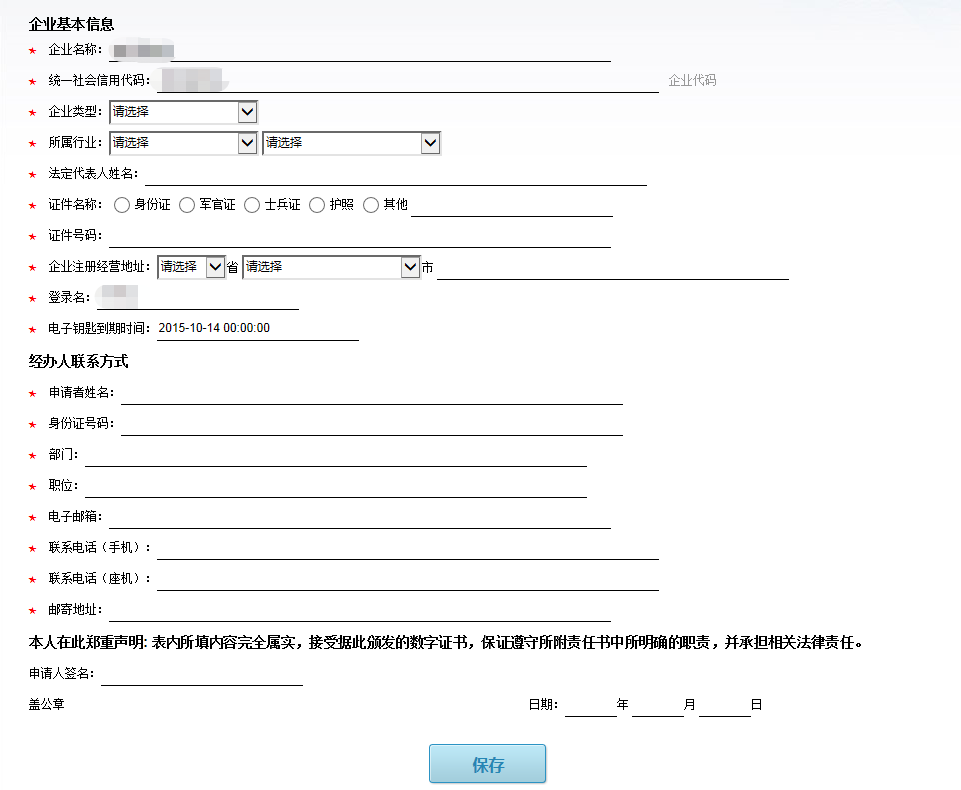 企业基本信息
* 企业名称:
* 统一社会信用代码: 企业代码
* 企业类型: 请选择
* 所属行业: 请选择 请选择
* 法定代表人姓名:
* 证件名称: 身份证 军官证 士兵证 护照 其他
* 证件号码:
* 企业注册经营地址: 请选择 省 请选择 市
* 登录名:
* 电子钥匙到期时间: 2015-10-14 00:00:00
经办人联系方式
* 申请者姓名:
* 身份证号码:
* 部门:
* 职位:
* 电子邮箱:
* 联系电话（手机）:
* 联系电话（座机）:
* 邮寄地址:
本人在此郑重声明: 表内所填内容完全属实，接受据此颁发的数字证书，保证遵守所附责任书中所明确的职责，并承担相关法律责任。
申请人签名:
盖公章 日期: 年 月 日
保存